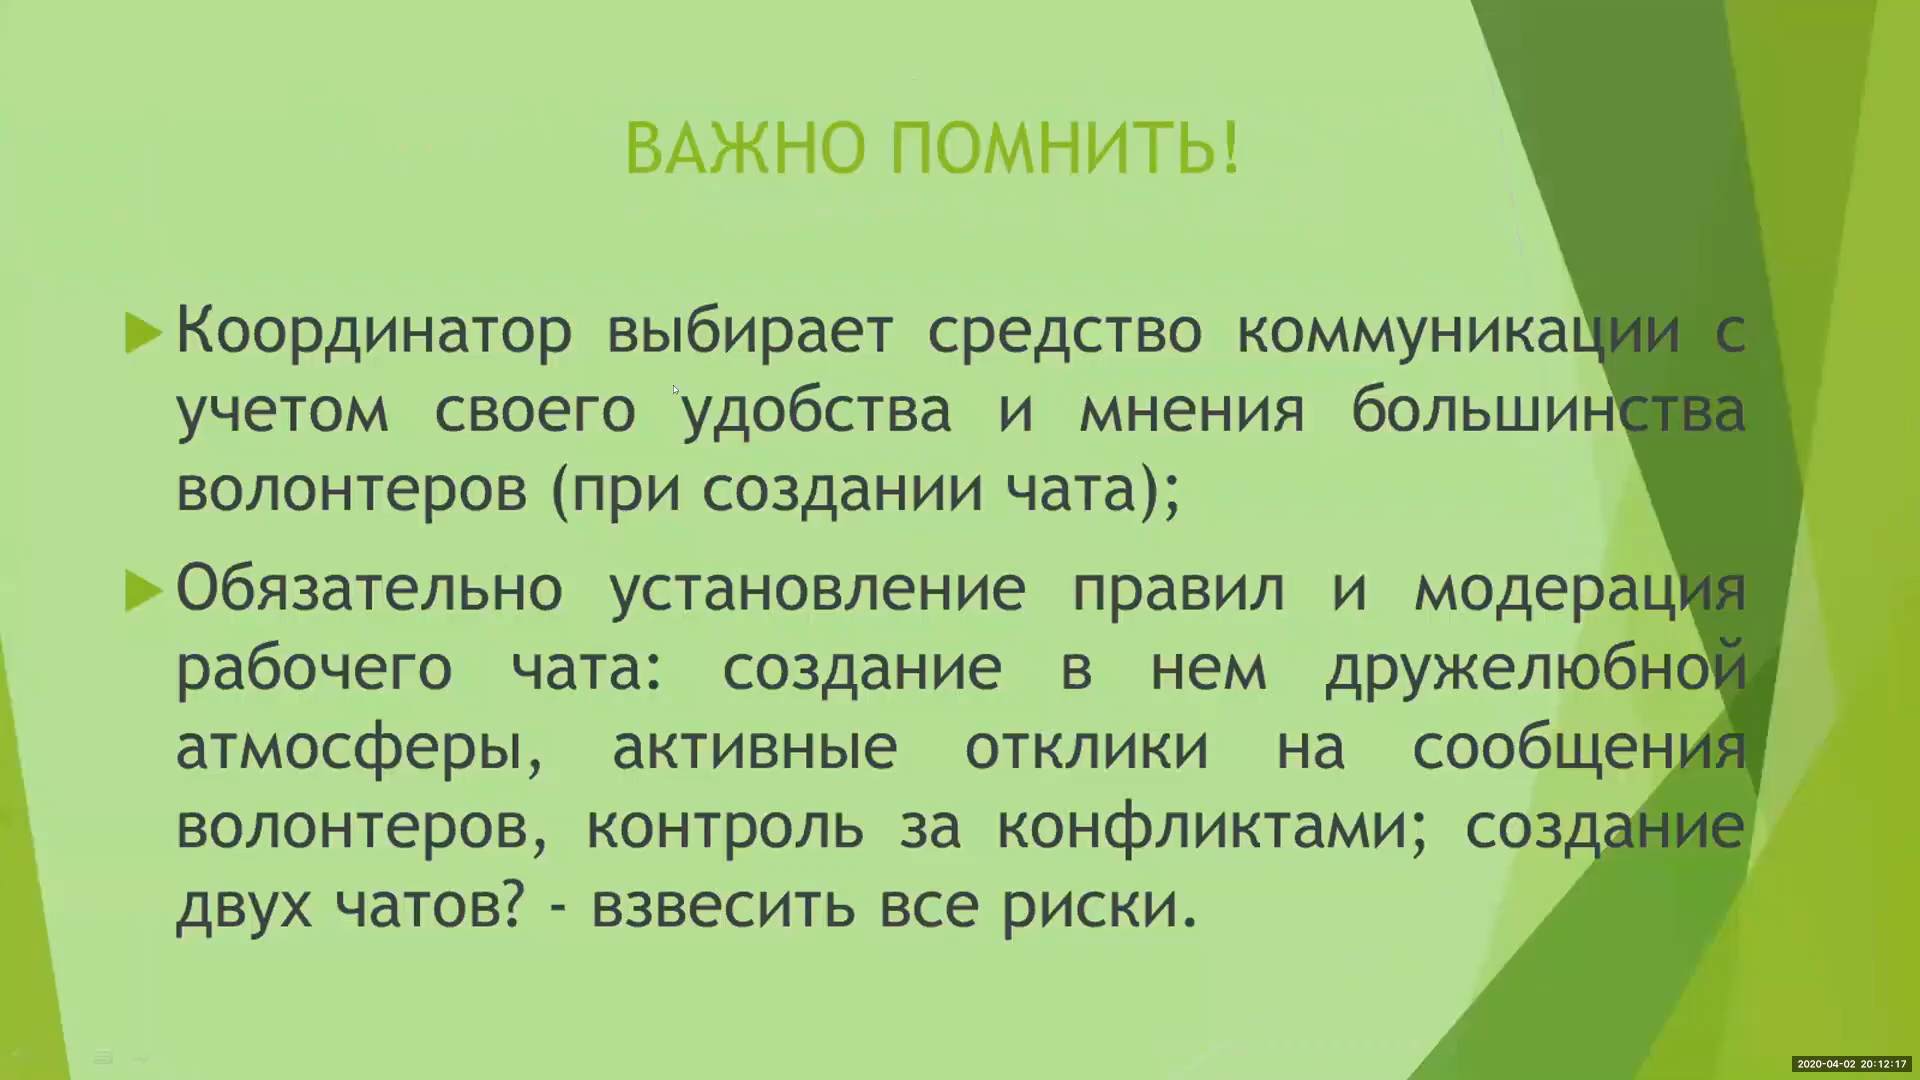 ВАЖНО ПОМНИТЬ!
Координатор выбирает средство коммуникации с
учетом своего удобства и мнения большинства
волонтеров (при создании чата);
Обязательно установление правил и модерация
рабочего чата: создание в нем дружелюбной
атмосферы, активные отклики на сообщения
волонтеров, контроль за конфликтами; создание
двух чатов? - взвесить все риски.
2020-04-02 20:12:17